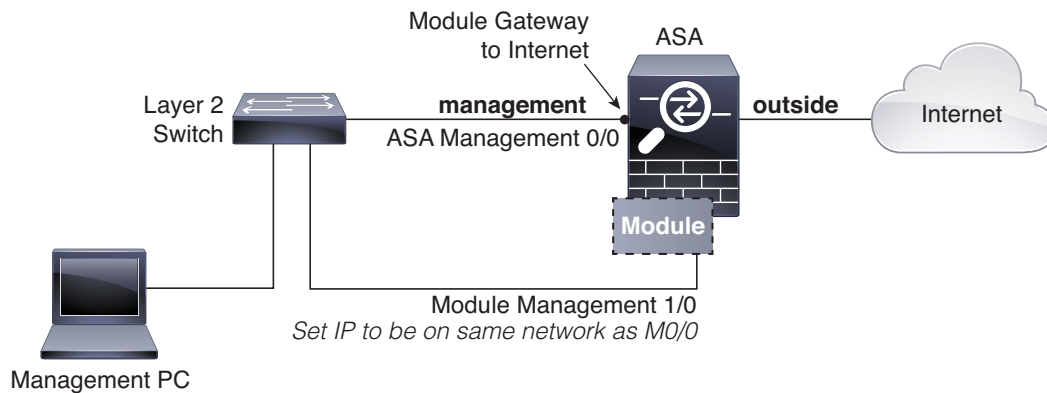 Module Gateway
to Internet
ASA
Layer 2
Switch
management
ASA Management 0/0
outside
Internet
Module
Module Management 1/0
Set IP to be on same network as M0/0
Management PC